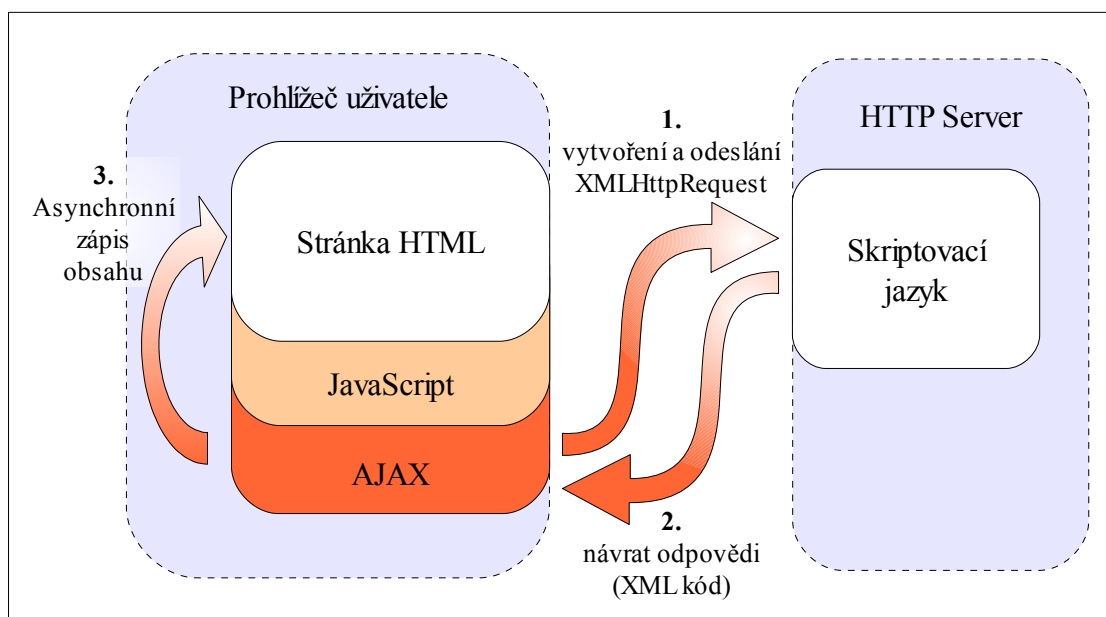 Prohlížeč uživatele
3.
Asynchronní
zápis
obsahu
Stránka HTML
JavaScript
AJAX
1.
vytvoření a odeslání
XMLHttpRequest
2.
návrat odpovědi
(XML kód)
HTTP Server
Skriptovací
jazyk